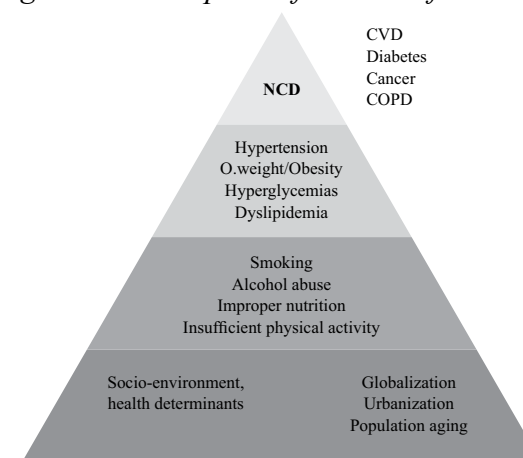 CVD
Diabetes
Cancer
COPD
NCD
Hypertension
O.weight/Obesity
Hyperglycemias
Dyslipidemia
Smoking
Alcohol abuse
Improper nutrition
Insufficient physical activity
Socio-environment,
health determinants
Globalization
Urbanization
Population aging